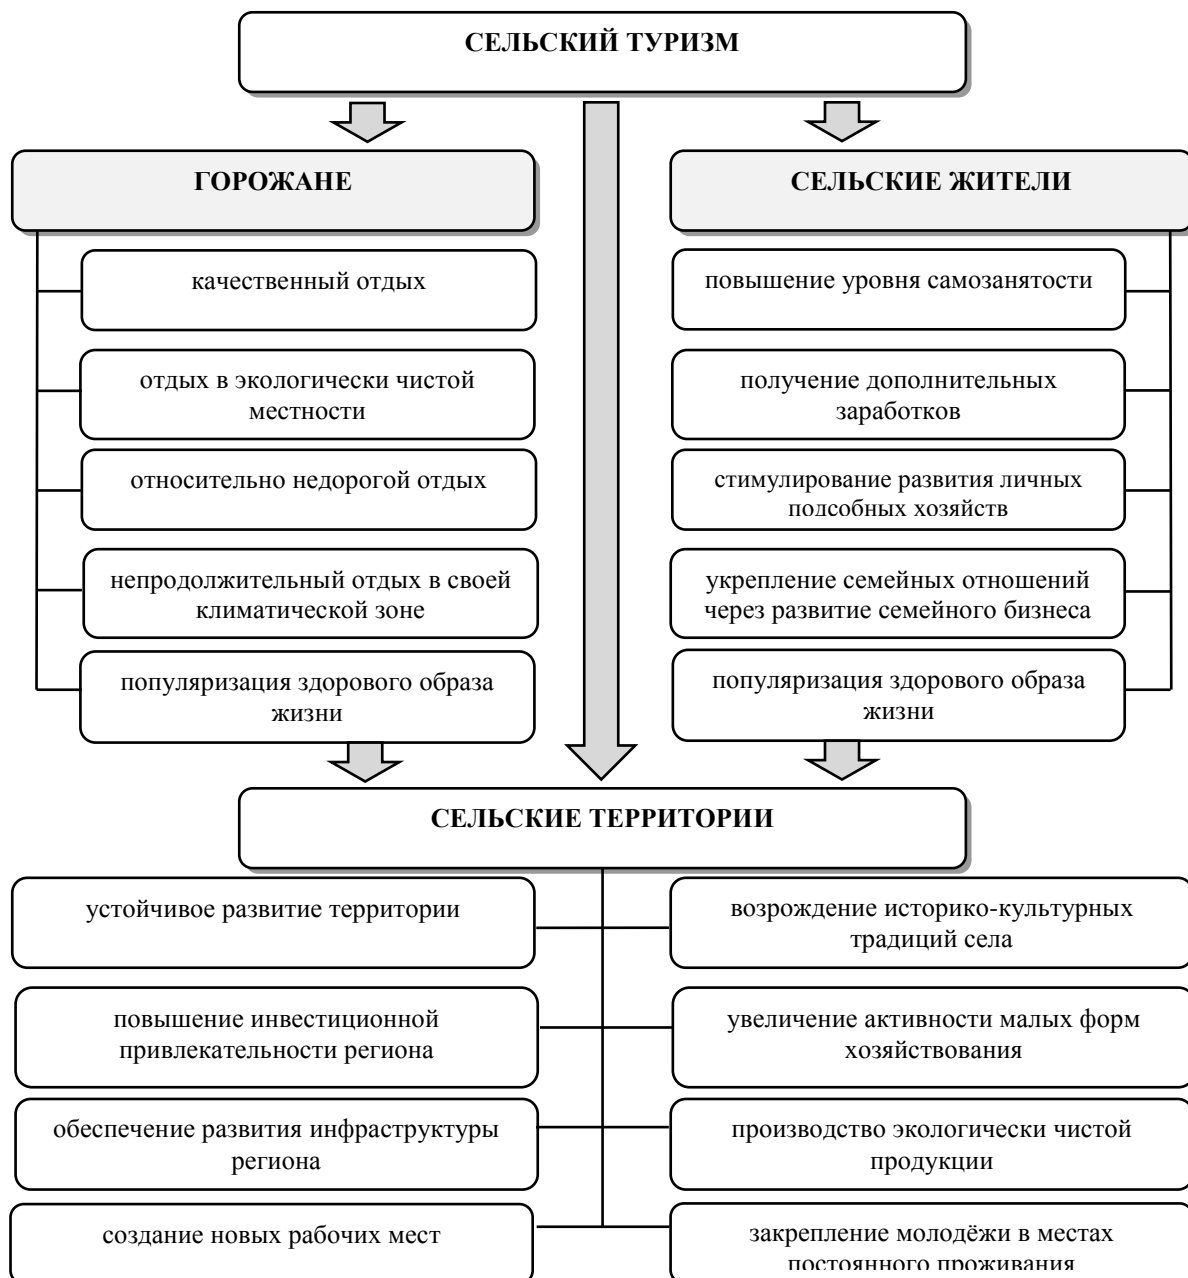 СЕЛЬСКИЙ ТУРИЗМ
ГОРОЖАНЕ
качественный отдых
отдых в экологически чистой
местности
относительно недорогой отдых
непродолжительный отдых в своей
климатической зоне
популяризация здорового образа
жизни
СЕЛЬСКИЕ ЖИТЕЛИ
повышение уровня самозанятости
получение дополнительных
заработков
стимулирование развития личных
подсобных хозяйств
укрепление семейных отношений
через развитие семейного бизнеса
популяризация здорового образа
жизни
СЕЛЬСКИЕ ТЕРРИТОРИИ
устойчивое развитие территории
повышение инвестиционной
привлекательности региона
обеспечение развития инфраструктуры
региона
создание новых рабочих мест
возрождение историко-культурных
традиций села
увеличение активности малых форм
хозяйствования
производство экологически чистой
продукции
закрепление молодёжи в местах
постоянного проживания